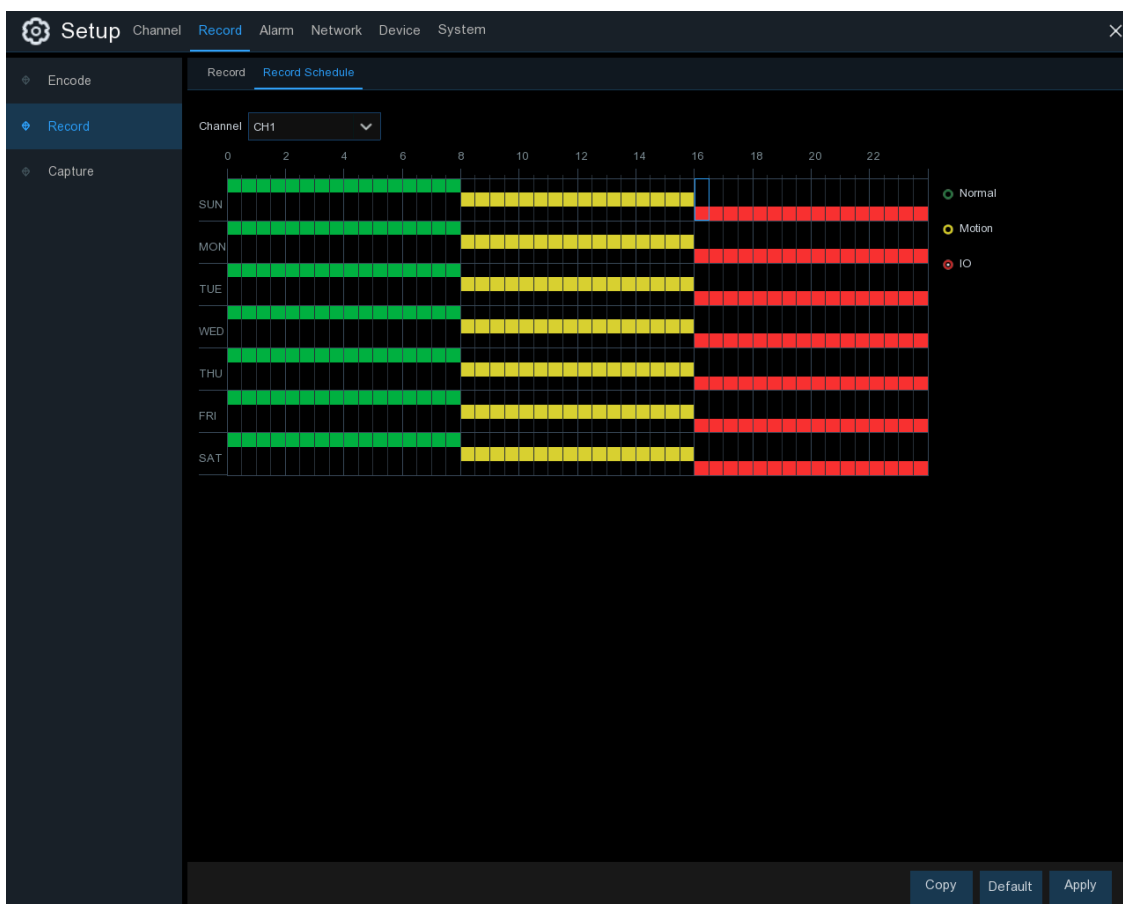 Setup Channel Record Alarm Network Device System
Encode
Record
Capture
Record Record Schedule
Channel CH1
0 2 4 6 8 10 12 14 16 18 20 22
SUN
MON
TUE
WED
THU
FRI
SAT
Normal
Motion
IO
Copy Default Apply